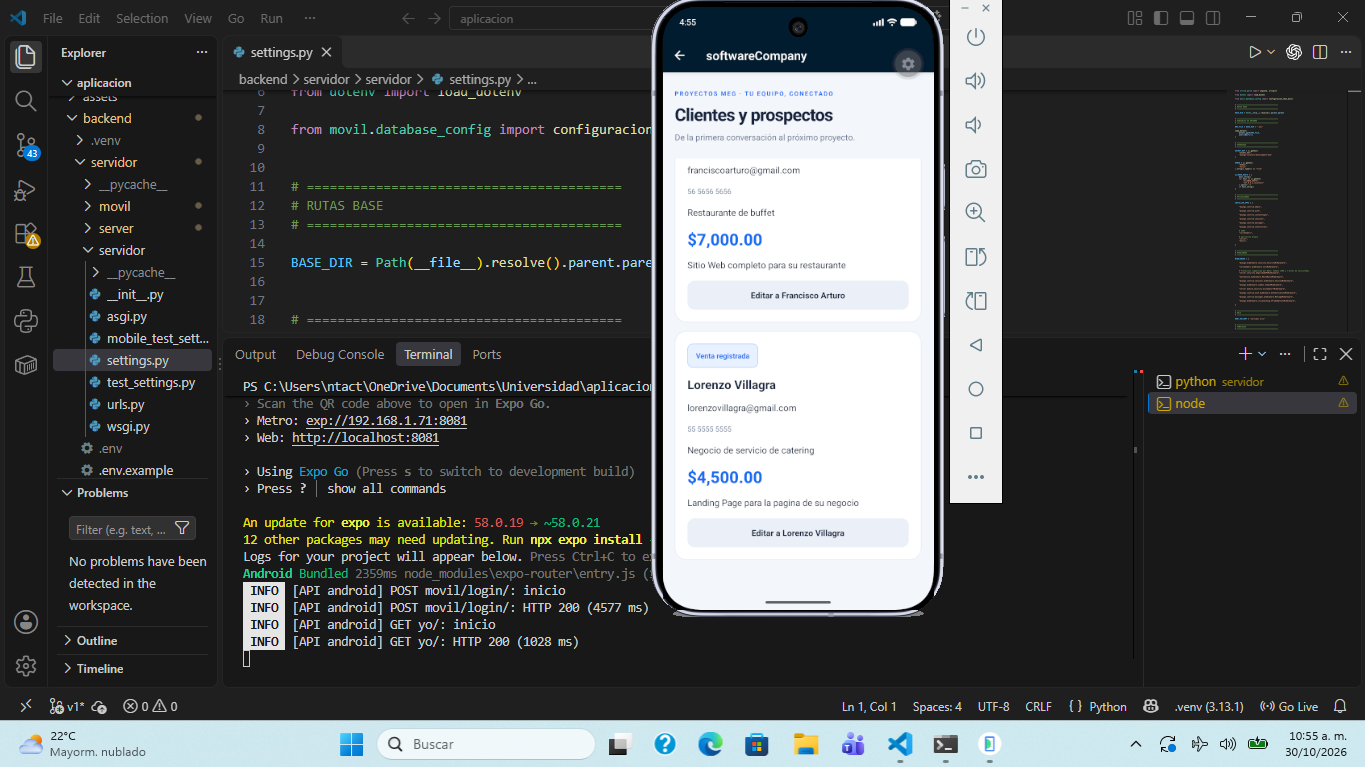 File Edit Selection View Go Run ···
aplicacion
Explorer
aplicacion
assets
backend
.venv
servidor
__pycache__
movil
server
servidor
__pycache__
__init__.py
asgi.py
mobile_test_sett...
settings.py
test_settings.py
urls.py
wsgi.py
.env
.env.example
Problems
Filter (e.g. text, ...
No problems have been
detected in the
workspace.
Outline
Timeline
43
settings.py
backend > servidor > servidor > settings.py > ...
6 from dotenv import load_dotenv
7
8 from movil.database_config import configuracion
9
10
11 # ========================================
12 # RUTAS BASE
13 # ========================================
14
15 BASE_DIR = Path(__file__).resolve().parent.pare
16
17
18 # ========================================
Output Debug Console Terminal Ports
PS C:\Users\ntact\OneDrive\Documents\Universidad\aplicacion
› Scan the QR code above to open in Expo Go.
› Metro: exp://192.168.1.71:8081
› Web: http://localhost:8081
› Using Expo Go (Press s to switch to development build)
› Press ? │ show all commands
An update for expo is available: 58.0.19 → ~58.0.21
12 other packages may need updating. Run npx expo install
Logs for your project will appear below. Press Ctrl+C to ex
Android Bundled 2359ms node_modules\expo-router\entry.js
INFO [API android] POST movil/login/: inicio
INFO [API android] POST movil/login/: HTTP 200 (4577 ms)
INFO [API android] GET yo/: inicio
INFO [API android] GET yo/: HTTP 200 (1028 ms)
python servidor
node
4:55
softwareCompany
PROYECTOS MEG · TU EQUIPO, CONECTADO
Clientes y prospectos
De la primera conversación al próximo proyecto.
franciscoarturo@gmail.com
56 5656 5656
Restaurante de buffet
$7,000.00
Sitio Web completo para su restaurante
Editar a Francisco Arturo
Venta registrada
Lorenzo Villagra
lorenzovillagra@gmail.com
55 5555 5555
Negocio de servicio de catering
$4,500.00
Landing Page para la pagina de su negocio
Editar a Lorenzo Villagra
v1* 0 0
Ln 1, Col 1 Spaces: 4 UTF-8 CRLF { } Python .venv (3.13.1) Go Live
22°C
Mayorm. nublado
Buscar
10:55 a. m.
30/10/2026